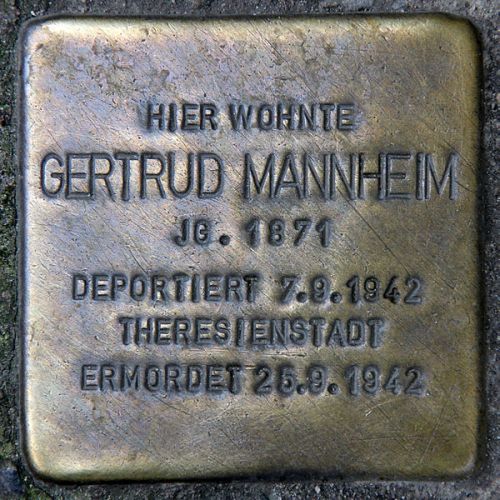 HIER WOHNTE
GERTRUD MANNHEIM
JG. 1871
DEPORTIERT 7.9.1942
THERESIENSTADT
ERMORDET 25.9.1942